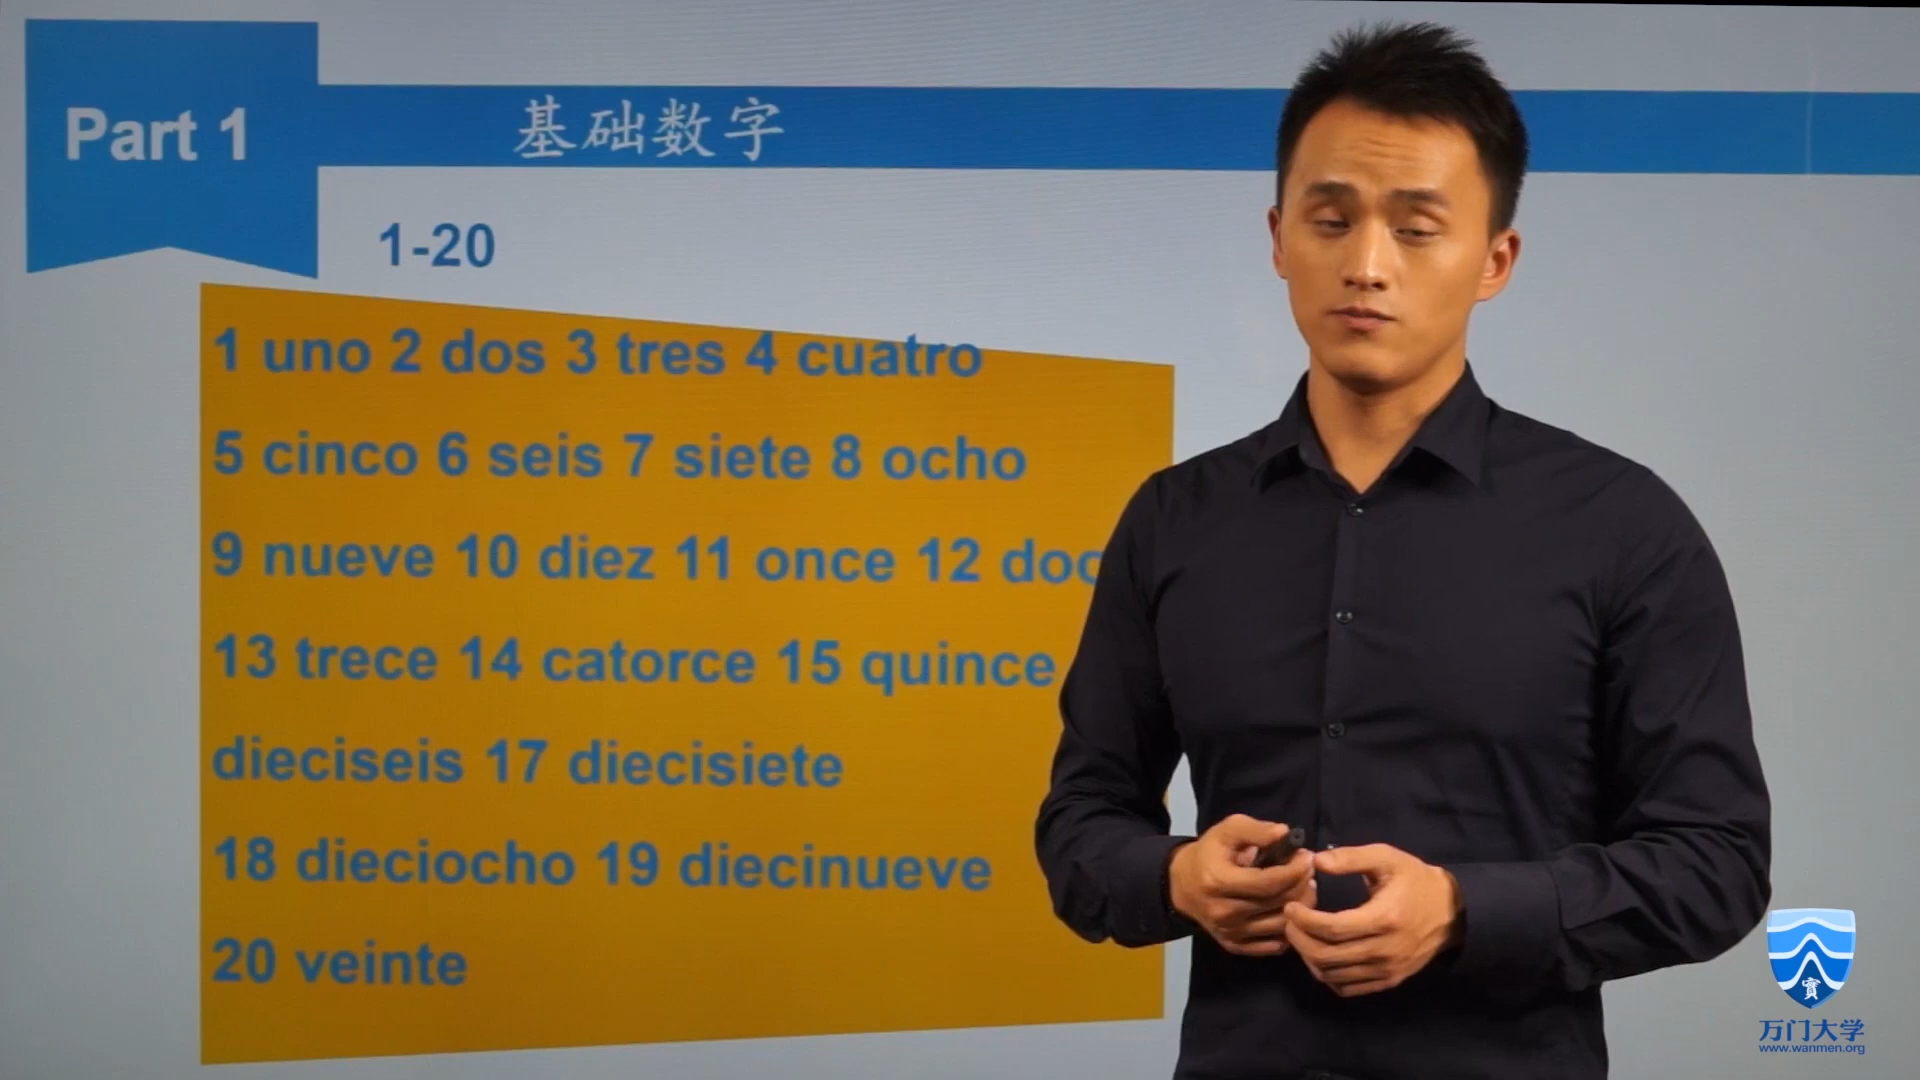 Part 1
基础数字
1-20
1 uno 2 dos 3 tres 4 cuatro
5 cinco 6 seis 7 siete 8 ocho
9 nueve 10 diez 11 once 12
13 trece 14 catorce 15 quince
dieciseis 17 diecisiete
18 dieciocho 19 diecinueve
20 veinte
万门大学
www.wanmen.org